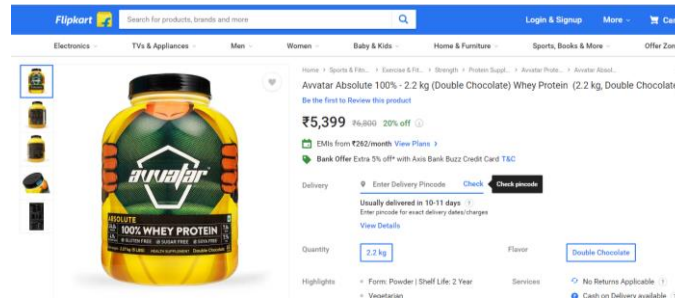 Flipkart
Search for products, brands and more
Login & Signup
More
Car
Electronics
TVs & Appliances
Men
Women
Baby & Kids
Home & Furniture
Sports, Books & More
Offer Zon
Home > Sports & Fitn... > Exercise & Fit... > Strength > Protein Suppl... > Avvatar Prote... > Avvatar Absol...
Avvatar Absolute 100% - 2.2 kg (Double Chocolate) Whey Protein (2.2 kg, Double Chocolate
Be the first to Review this product
₹5,399 ₹6,800 20% off
EMIs from ₹262/month View Plans >
Bank Offer Extra 5% off* with Axis Bank Buzz Credit Card T&C
Delivery
Enter Delivery Pincode
Check
Check pincode
Usually delivered in 10-11 days ?
Enter pincode for exact delivery dates/charges
View Details
Quantity
2.2 kg
Flavor
Double Chocolate
Highlights
Form: Powder | Shelf Life: 2 Year
Vegetarian
Services
No Returns Applicable ?
Cash on Delivery available ?
avvatar
ABSOLUTE
100% WHEY PROTEIN
GLUTEN FREE SUGAR FREE SOYA FREE
HEALTH SUPPLEMENT